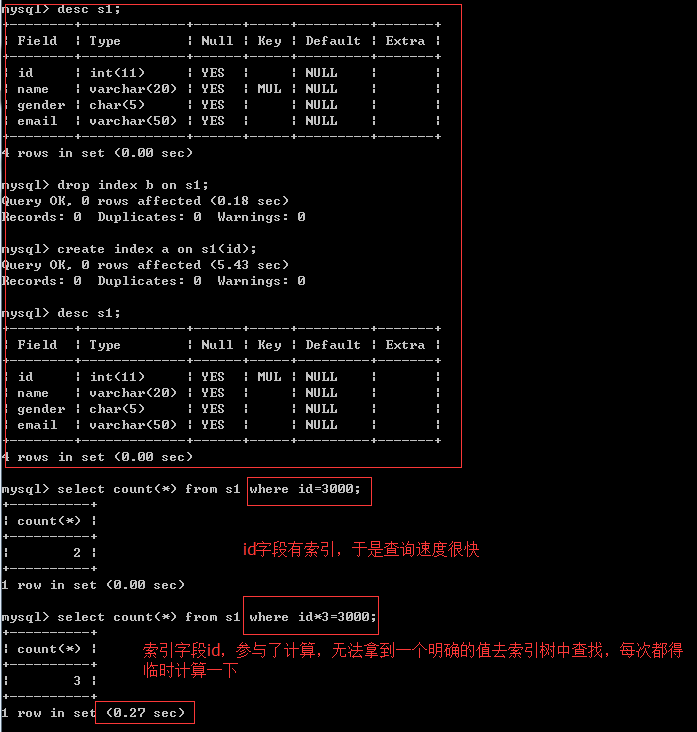 mysql> desc s1;
+--------+-------------+------+-----+---------+-------+
¦ Field  ¦ Type        ¦ Null ¦ Key ¦ Default ¦ Extra ¦
+--------+-------------+------+-----+---------+-------+
¦ id     ¦ int(11)     ¦ YES  ¦     ¦ NULL    ¦       ¦
¦ name   ¦ varchar(20) ¦ YES  ¦ MUL ¦ NULL    ¦       ¦
¦ gender ¦ char(5)     ¦ YES  ¦     ¦ NULL    ¦       ¦
¦ email  ¦ varchar(50) ¦ YES  ¦     ¦ NULL    ¦       ¦
+--------+-------------+------+-----+---------+-------+
4 rows in set (0.00 sec)
mysql> drop index b on s1;
Query OK, 0 rows affected (0.18 sec)
Records: 0  Duplicates: 0  Warnings: 0
mysql> create index a on s1(id);
Query OK, 0 rows affected (5.43 sec)
Records: 0  Duplicates: 0  Warnings: 0
mysql> desc s1;
+--------+-------------+------+-----+---------+-------+
¦ Field  ¦ Type        ¦ Null ¦ Key ¦ Default ¦ Extra ¦
+--------+-------------+------+-----+---------+-------+
¦ id     ¦ int(11)     ¦ YES  ¦ MUL ¦ NULL    ¦       ¦
¦ name   ¦ varchar(20) ¦ YES  ¦     ¦ NULL    ¦       ¦
¦ gender ¦ char(5)     ¦ YES  ¦     ¦ NULL    ¦       ¦
¦ email  ¦ varchar(50) ¦ YES  ¦     ¦ NULL    ¦       ¦
+--------+-------------+------+-----+---------+-------+
4 rows in set (0.00 sec)
mysql> select count(*) from s1 where id=3000;
+----------+
¦ count(*) ¦
+----------+
¦        2 ¦
+----------+
id字段有索引，于是查询速度很快
1 row in set (0.00 sec)
mysql> select count(*) from s1 where id*3=3000;
+----------+
¦ count(*) ¦
+----------+
¦        3 ¦
+----------+
索引字段id，参与了计算，无法拿到一个明确的值去索引树中查找，每次都得
临时计算一下
1 row in set (0.27 sec)